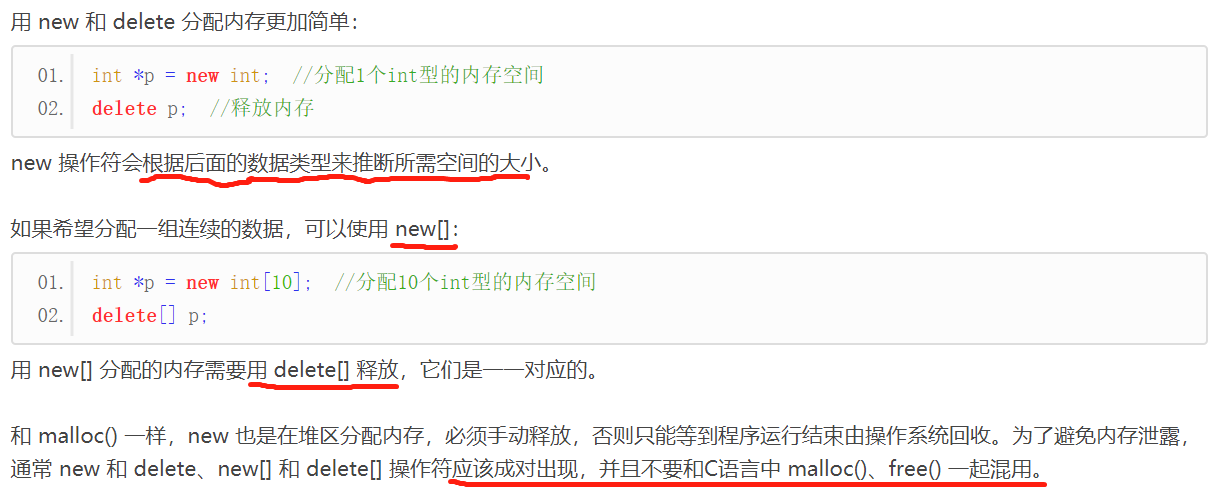 用 new 和 delete 分配内存更加简单：
01. int *p = new int;  //分配1个int型的内存空间
02. delete p;  //释放内存
new 操作符会根据后面的数据类型来推断所需空间的大小。
如果希望分配一组连续的数据，可以使用 new[]：
01. int *p = new int[10];  //分配10个int型的内存空间
02. delete[] p;
用 new[] 分配的内存需要用 delete[] 释放，它们是一一对应的。
和 malloc() 一样，new 也是在堆区分配内存，必须手动释放，否则只能等到程序运行结束由操作系统回收。为了避免内存泄露，
通常 new 和 delete、new[] 和 delete[] 操作符应该成对出现，并且不要和C语言中 malloc()、free() 一起混用。